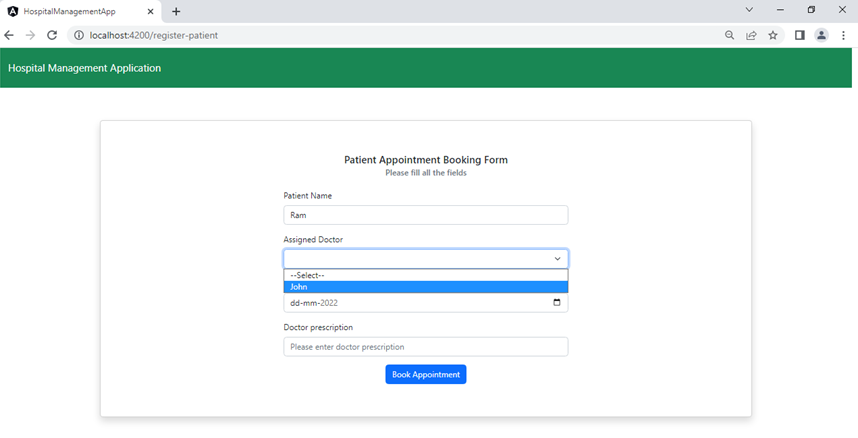 HospitalManagementApp
localhost:4200/register-patient
Hospital Management Application
Patient Appointment Booking Form
Please fill all the fields
Patient Name
Ram
Assigned Doctor
--Select--
John
dd-mm-2022
Doctor prescription
Please enter doctor prescription
Book Appointment